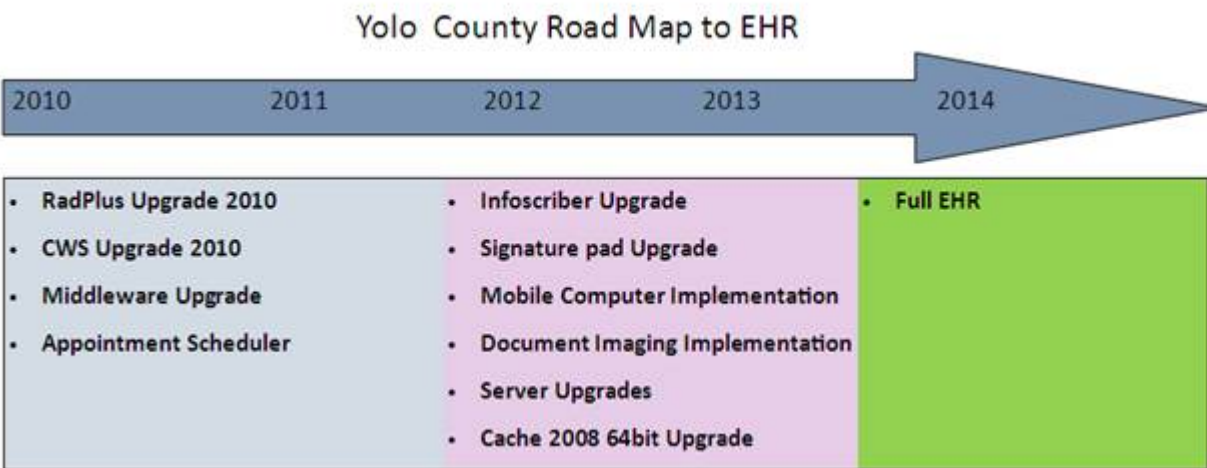 Yolo County Road Map to EHR
2010 2011 2012 2013 2014
• RadPlus Upgrade 2010
• CWS Upgrade 2010
• Middleware Upgrade
• Appointment Scheduler
• Infoscriber Upgrade
• Signature pad Upgrade
• Mobile Computer Implementation
• Document Imaging Implementation
• Server Upgrades
• Cache 2008 64bit Upgrade
• Full EHR